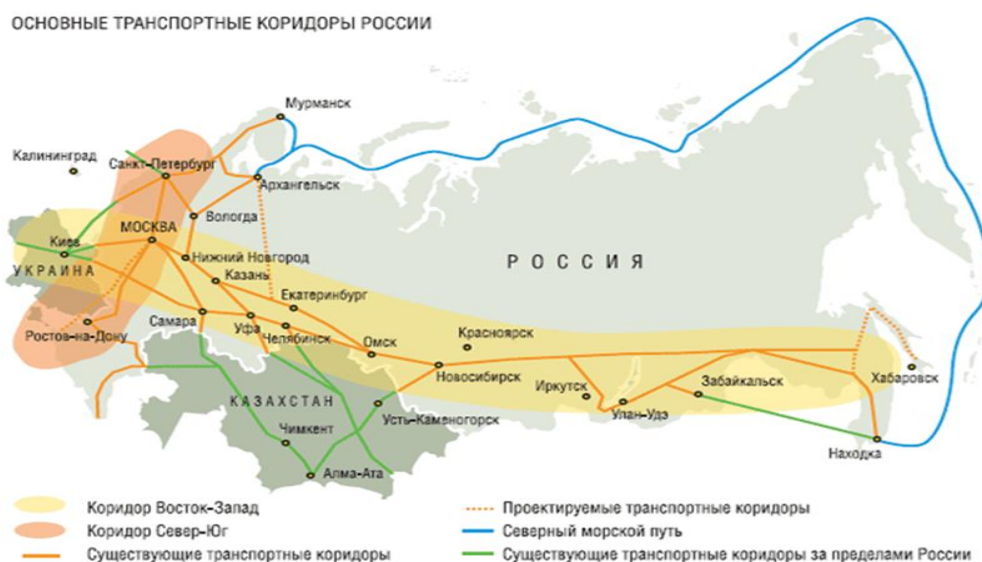 ОСНОВНЫЕ ТРАНСПОРТНЫЕ КОРИДОРЫ РОССИИ
Мурманск
Калининград
Санкт-Петербург
Архангельск
Вологда
МОСКВА
Киев
УКРАИНА
Нижний Новгород
РОССИЯ
Казань
Екатеринбург
Ростов-на-Дону
Самара
Уфа
Челябинск
Омск
Красноярск
Новосибирск
Иркутск
Забайкальск
Хабаровск
Улан-Удэ
КАЗАХСТАН
Усть-Каменогорск
Чимкент
Находка
Алма-Ата
Коридор Восток-Запад
Коридор Север-Юг
Существующие транспортные коридоры
Проектируемые транспортные коридоры
Северный морской путь
Существующие транспортные коридоры за пределами России